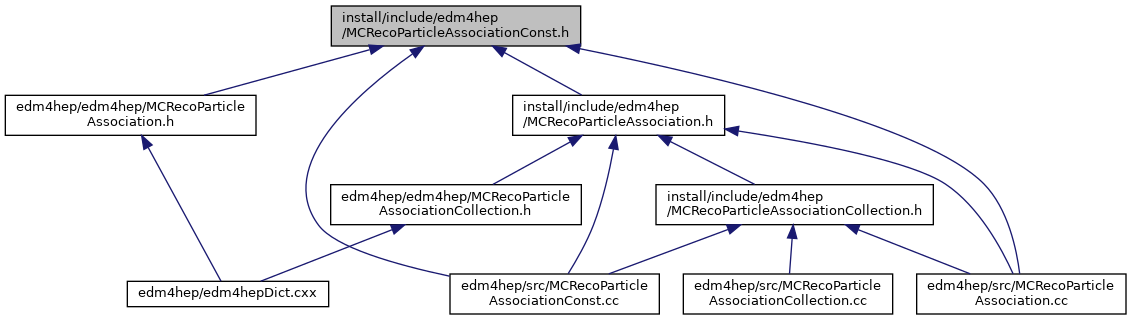 install/include/edm4hep
/MCRecoParticleAssociationConst.h
edm4hep/edm4hep/MCRecoParticle
Association.h
install/include/edm4hep
/MCRecoParticleAssociation.h
edm4hep/edm4hep/MCRecoParticle
AssociationCollection.h
install/include/edm4hep
/MCRecoParticleAssociationCollection.h
edm4hep/edm4hepDict.cxx
edm4hep/src/MCRecoParticle
AssociationConst.cc
edm4hep/src/MCRecoParticle
AssociationCollection.cc
edm4hep/src/MCRecoParticle
Association.cc